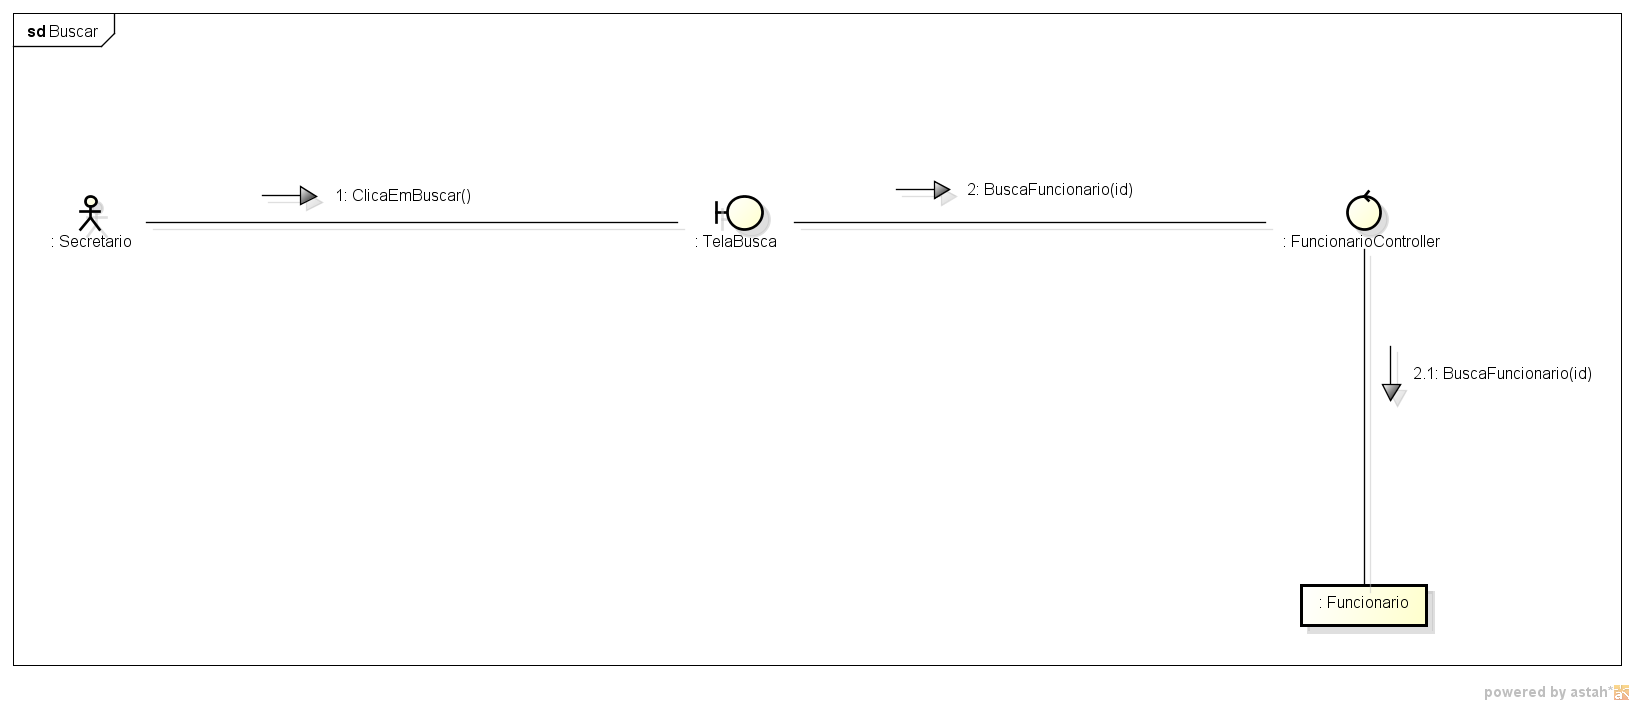 sd Buscar
1: ClicaEmBuscar()
2: BuscaFuncionario(id)
: Secretario
: TelaBusca
: FuncionarioController
2.1: BuscaFuncionario(id)
: Funcionario
powered by astah*